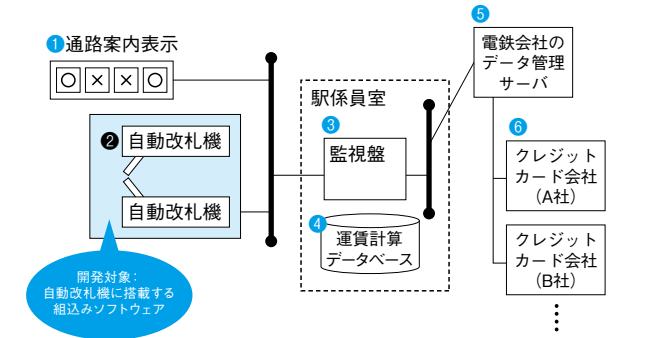 ❶通路案内表示
○××○
❷自動改札機
自動改札機
開発対象：
自動改札機に搭載する
組込みソフトウェア
駅係員室
❸
監視盤
❹
運賃計算
データベース
❺
電鉄会社の
データ管理
サーバ
❻
クレジット
カード会社
（A社）
クレジット
カード会社
（B社）